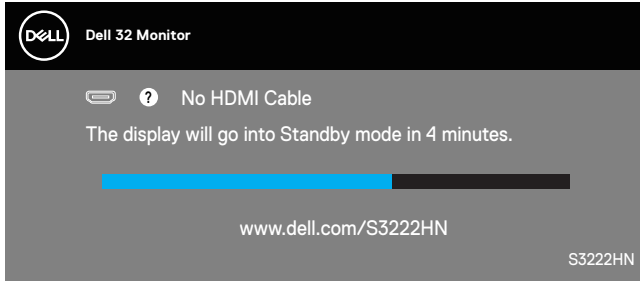 DELL
Dell 32 Monitor
? No HDMI Cable
The display will go into Standby mode in 4 minutes.
www.dell.com/S3222HN
S3222HN